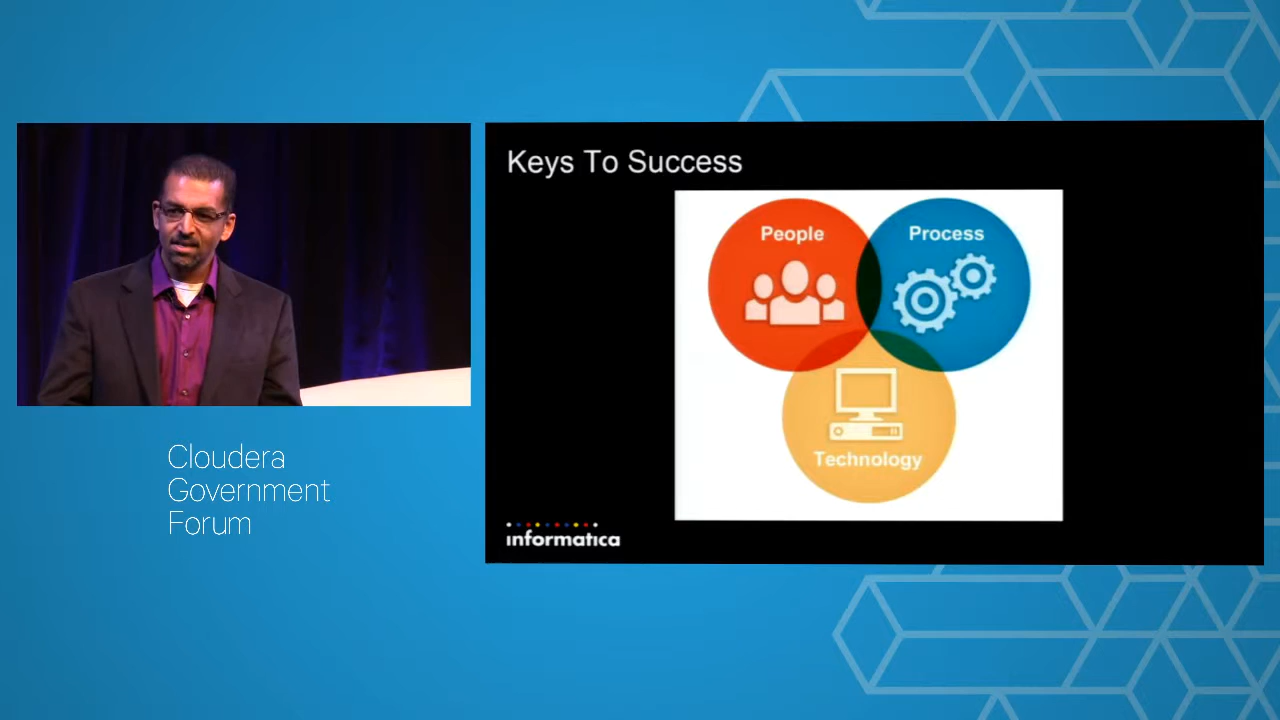 Keys To Success
People
Process
Technology
informatica
Cloudera
Government
Forum